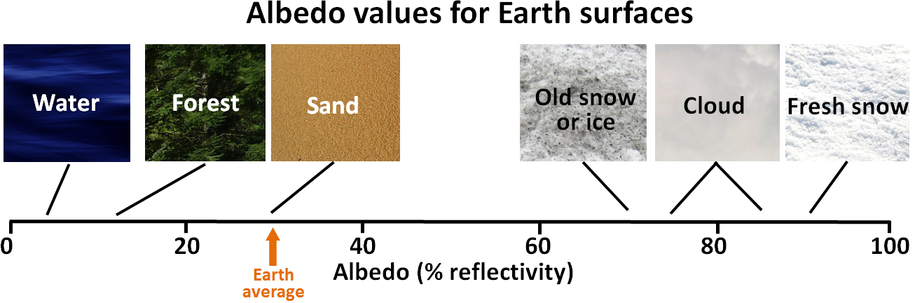 Albedo values for Earth surfaces
Water
Forest
Sand
Old snow
or ice
Cloud
Fresh snow
0 20 40 60 80 100
Earth
average
Albedo (% reflectivity)